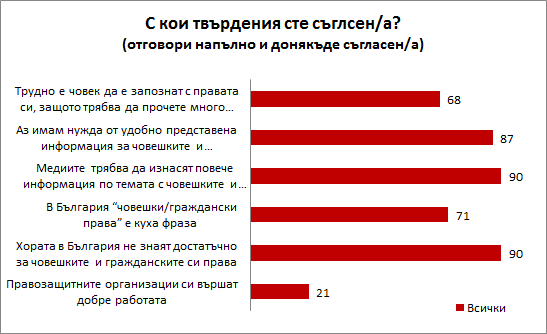 С кои твърдения сте съглсен/а?
(отговори напълно и донякъде съгласен/а)
Трудно е човек да е запознат с правата
си, защото трябва да прочете много...
68
Аз имам нужда от удобно представена
информация за човешките и ...
87
Медиите трябва да изнасят повече
информация по темата с човешките и ...
90
В България “човешки/граждански
права” е куха фраза
71
Хората в България не знаят достатъчно
за човешките и гражданските си права
90
Правозащитните организации си вършат
добре работата
21
Всички